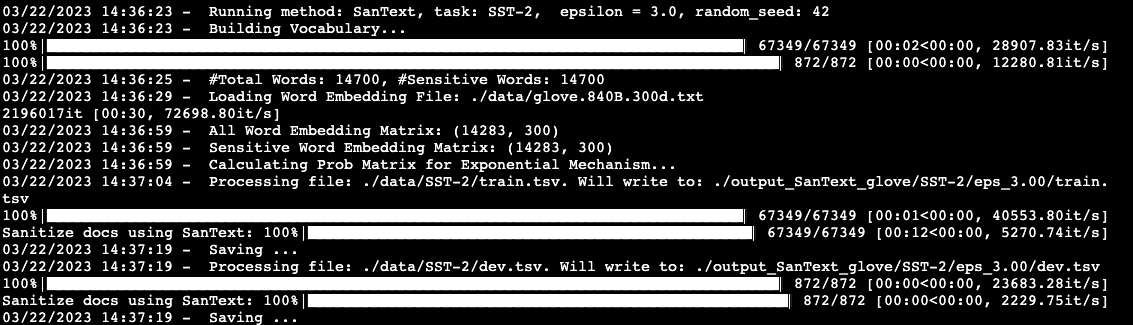 03/22/2023 14:36:23 -  Running method: SanText, task: SST-2,  epsilon = 3.0, random_seed: 42
03/22/2023 14:36:23 -  Building Vocabulary...
100%| 67349/67349 [00:02<00:00, 28907.83it/s]
100%| 872/872 [00:00<00:00, 12280.81it/s]
03/22/2023 14:36:25 -  #Total Words: 14700, #Sensitive Words: 14700
03/22/2023 14:36:29 -  Loading Word Embedding File: ./data/glove.840B.300d.txt
2196017it [00:30, 72698.80it/s]
03/22/2023 14:36:59 -  All Word Embedding Matrix: (14283, 300)
03/22/2023 14:36:59 -  Sensitive Word Embedding Matrix: (14283, 300)
03/22/2023 14:36:59 -  Calculating Prob Matrix for Exponential Mechanism...
03/22/2023 14:37:04 -  Processing file: ./data/SST-2/train.tsv. Will write to: ./output_SanText_glove/SST-2/eps_3.00/train.
tsv
100%| 67349/67349 [00:01<00:00, 40553.80it/s]
Sanitize docs using SanText: 100%| 67349/67349 [00:12<00:00, 5270.74it/s]
03/22/2023 14:37:19 -  Saving ...
03/22/2023 14:37:19 -  Processing file: ./data/SST-2/dev.tsv. Will write to: ./output_SanText_glove/SST-2/eps_3.00/dev.tsv
100%| 872/872 [00:00<00:00, 23683.28it/s]
Sanitize docs using SanText: 100%| 872/872 [00:00<00:00, 2229.75it/s]
03/22/2023 14:37:19 -  Saving ...